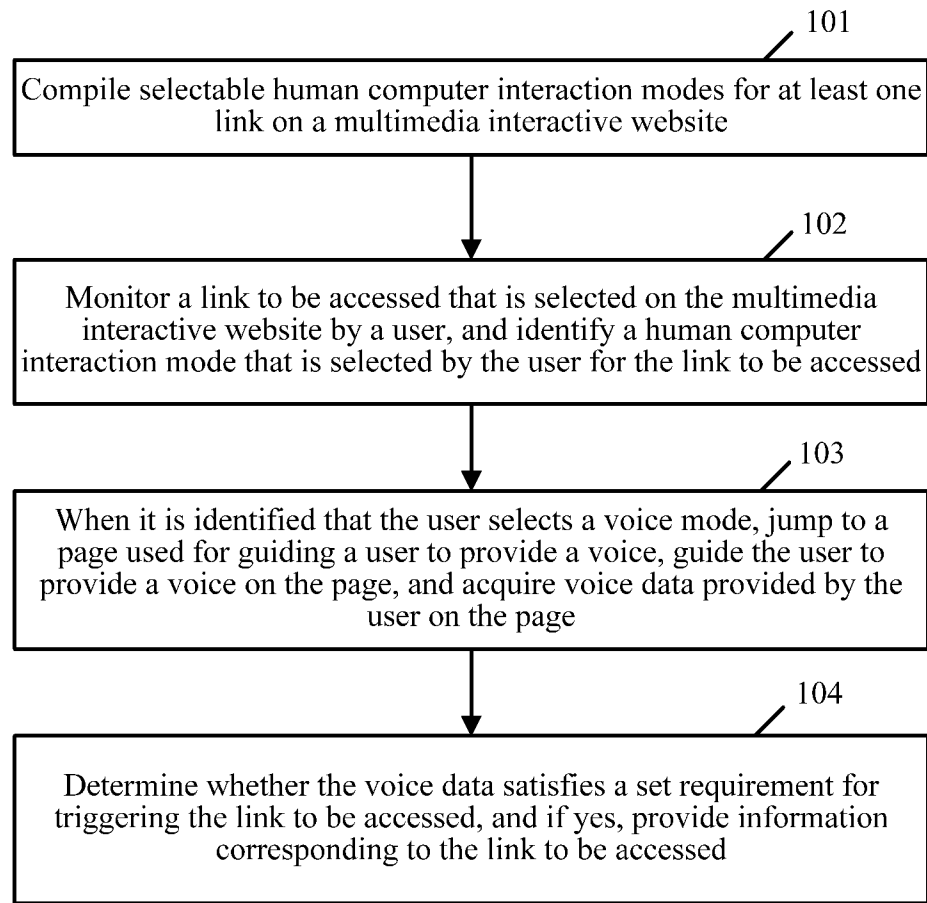 101
Compile selectable human computer interaction modes for at least one
link on a multimedia interactive website
102
Monitor a link to be accessed that is selected on the multimedia
interactive website by a user, and identify a human computer
interaction mode that is selected by the user for the link to be accessed
103
When it is identified that the user selects a voice mode, jump to a
page used for guiding a user to provide a voice, guide the user to
provide a voice on the page, and acquire voice data provided by the
user on the page
104
Determine whether the voice data satisfies a set requirement for
triggering the link to be accessed, and if yes, provide information
corresponding to the link to be accessed